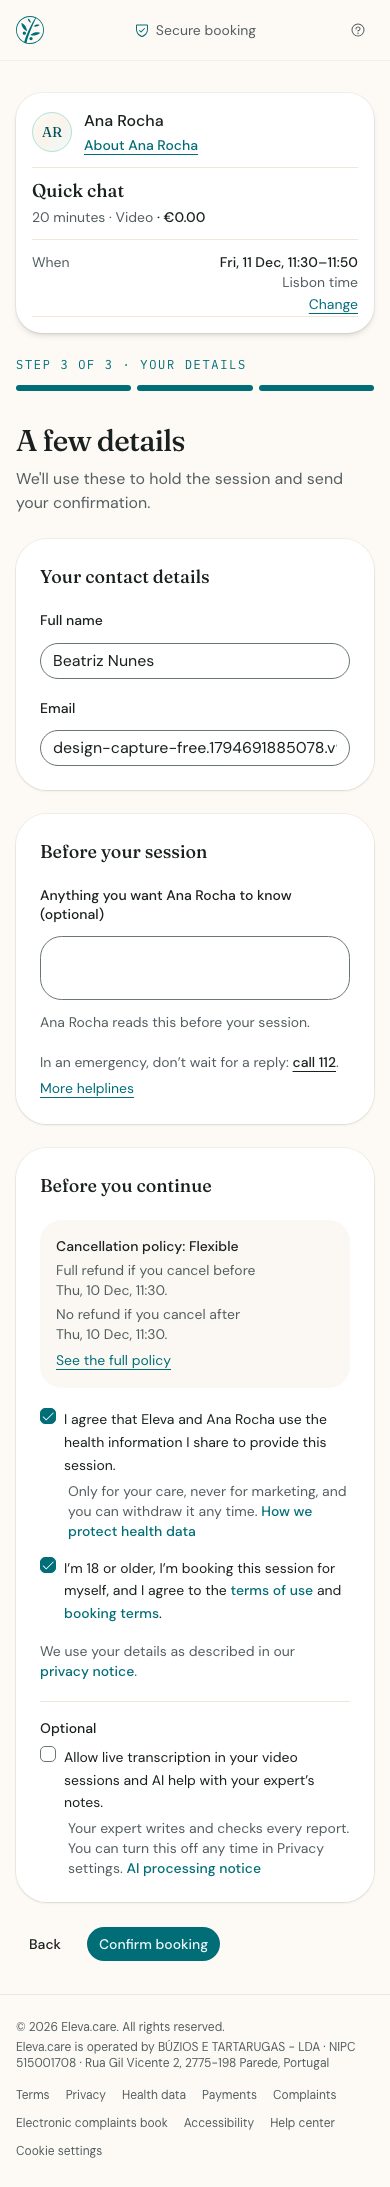 Secure booking
AR
Ana Rocha
About Ana Rocha
Quick chat
20 minutes · Video · €0.00
When
Fri, 11 Dec, 11:30–11:50
Lisbon time
Change
STEP 3 OF 3 · YOUR DETAILS
A few details
We'll use these to hold the session and send
your confirmation.
Your contact details
Full name
Beatriz Nunes
Email
design-capture-free.1794691885078.v
Before your session
Anything you want Ana Rocha to know
(optional)
Ana Rocha reads this before your session.
In an emergency, don’t wait for a reply: call 112.
More helplines
Before you continue
Cancellation policy: Flexible
Full refund if you cancel before
Thu, 10 Dec, 11:30.
No refund if you cancel after
Thu, 10 Dec, 11:30.
See the full policy
I agree that Eleva and Ana Rocha use the
health information I share to provide this
session.
Only for your care, never for marketing, and
you can withdraw it any time. How we
protect health data
I’m 18 or older, I’m booking this session for
myself, and I agree to the terms of use and
booking terms.
We use your details as described in our
privacy notice.
Optional
Allow live transcription in your video
sessions and AI help with your expert’s
notes.
Your expert writes and checks every report.
You can turn this off any time in Privacy
settings. AI processing notice
Back
Confirm booking
© 2026 Eleva.care. All rights reserved.
Eleva.care is operated by BÚZIOS E TARTARUGAS - LDA · NIPC
515001708 · Rua Gil Vicente 2, 2775-198 Parede, Portugal
Terms Privacy Health data Payments Complaints
Electronic complaints book Accessibility Help center
Cookie settings